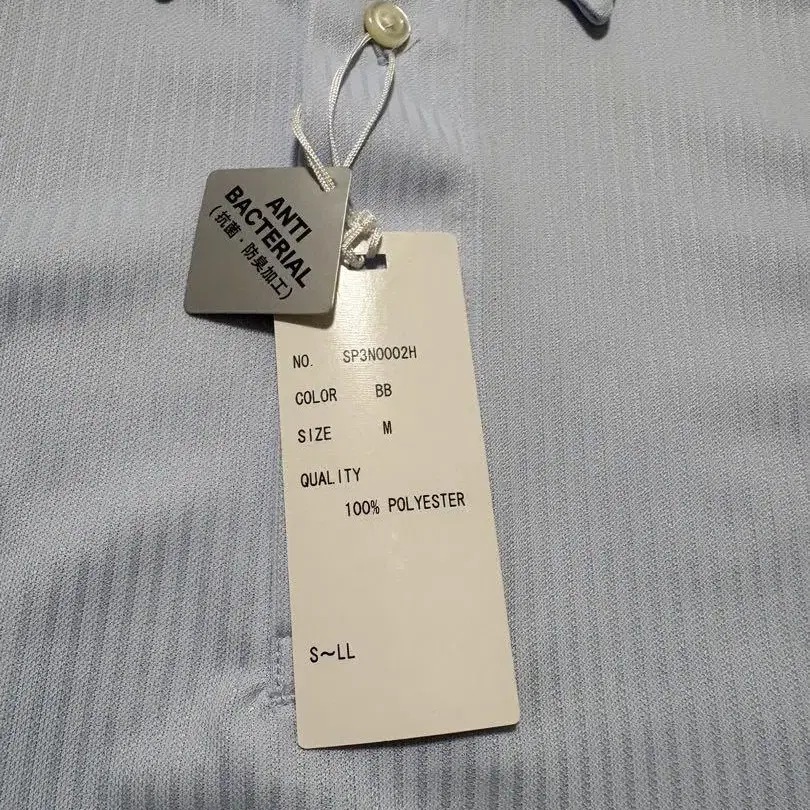 ANTI
BACTERIAL
(抗菌・防臭加工)
NO. SP3N0002H
COLOR BB
SIZE M
QUALITY
100% POLYESTER
S~LL